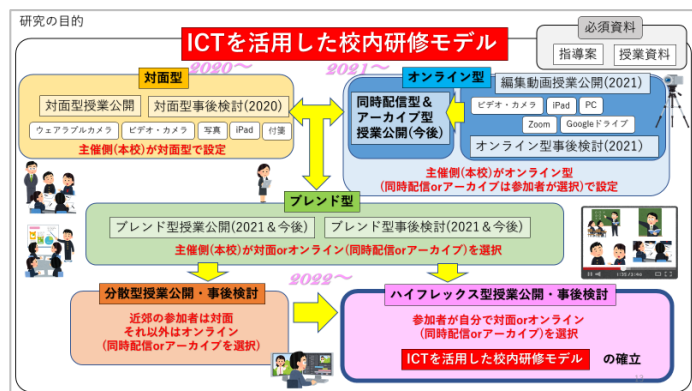 研究の目的
ICTを活用した校内研修モデル
必須資料
指導案
授業資料
2020～
2021～
対面型
対面型授業公開
対面型事後検討(2020)
ウェアラブルカメラ
ビデオ・カメラ
写真
iPad
付箋
主催側(本校)が対面型で設定
オンライン型
同時配信型＆
アーカイブ型
授業公開(今後)
編集動画授業公開(2021)
ビデオ・カメラ
iPad
PC
Zoom
Googleドライブ
オンライン型事後検討(2021)
主催側(本校)がオンライン型
(同時配信orアーカイブは参加者が選択)で設定
ブレンド型
ブレンド型授業公開(2021＆今後)
ブレンド型事後検討(2021＆今後)
主催側(本校)が対面orオンライン(同時配信orアーカイブ)を選択
2022～
分散型授業公開・事後検討
近郊の参加者は対面
それ以外はオンライン
(同時配信orアーカイブを選択)
ハイフレックス型授業公開・事後検討
参加者が自分で対面orオンライン
(同時配信orアーカイブ)を選択
ICTを活用した校内研修モデル の確立